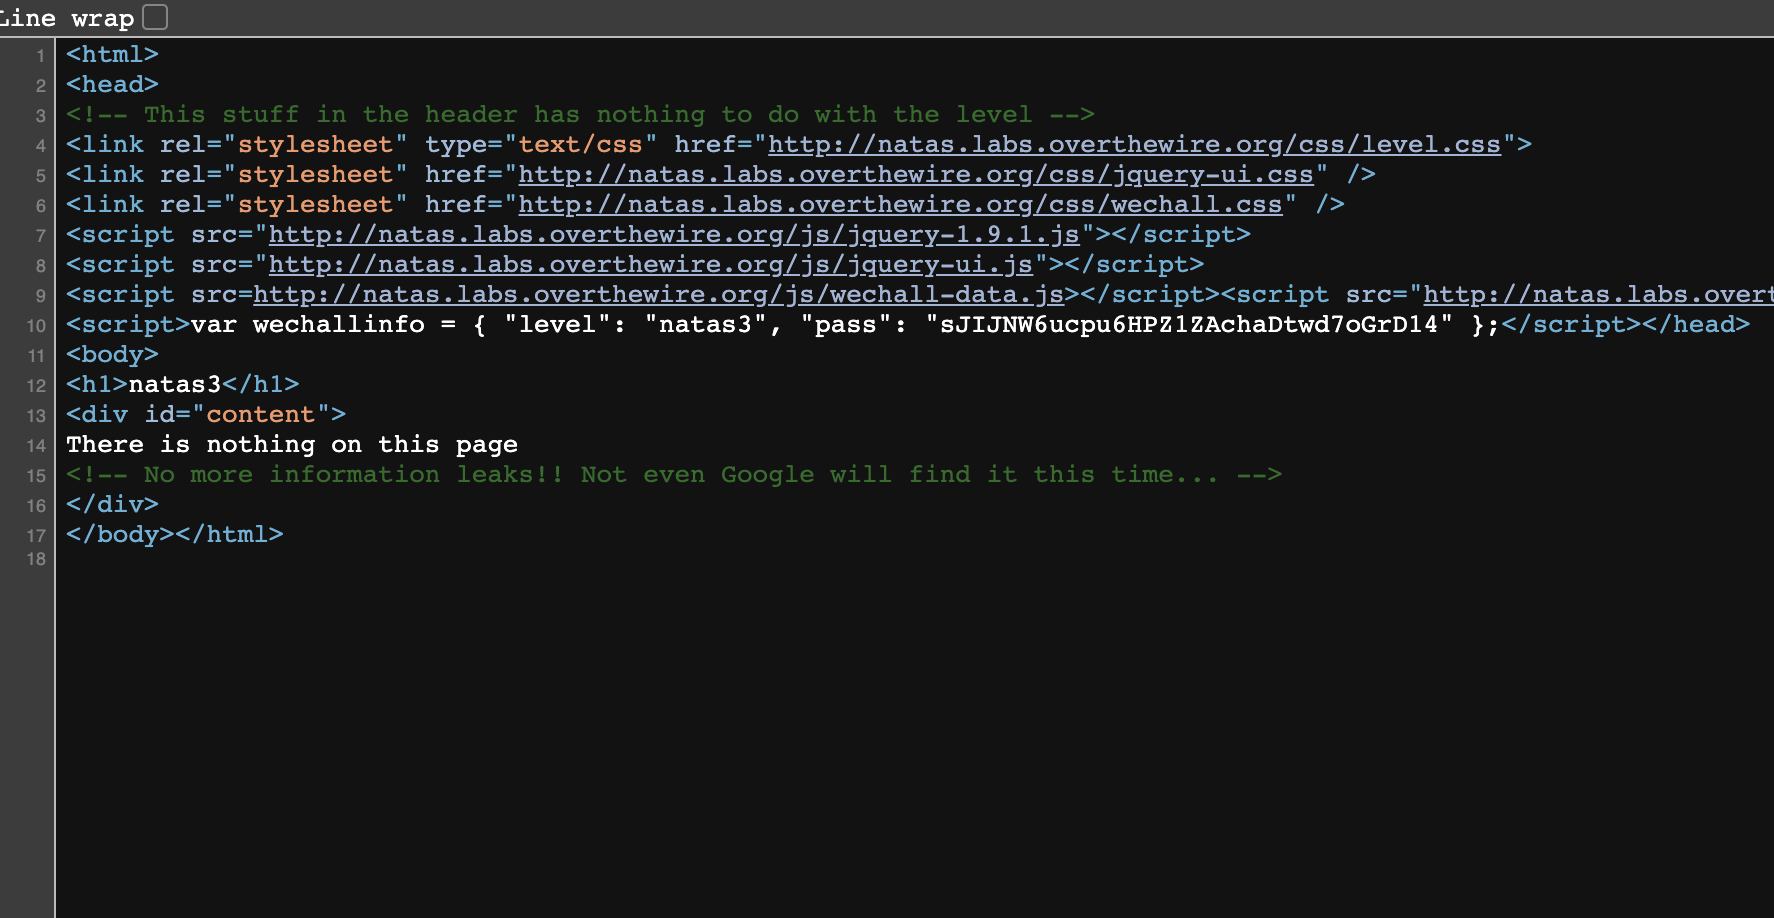 Line wrap
1 <html>
2 <head>
3 <!-- This stuff in the header has nothing to do with the level -->
4 <link rel="stylesheet" type="text/css" href="http://natas.labs.overthewire.org/css/level.css">
5 <link rel="stylesheet" href="http://natas.labs.overthewire.org/css/jquery-ui.css" />
6 <link rel="stylesheet" href="http://natas.labs.overthewire.org/css/wechall.css" />
7 <script src="http://natas.labs.overthewire.org/js/jquery-1.9.1.js"></script>
8 <script src="http://natas.labs.overthewire.org/js/jquery-ui.js"></script>
9 <script src=http://natas.labs.overthewire.org/js/wechall-data.js></script><script src="http://natas.labs.overt
10 <script>var wechallinfo = { "level": "natas3", "pass": "sJIJNW6ucpu6HPZ1ZAchaDtwd7oGrD14" };</script></head>
11 <body>
12 <h1>natas3</h1>
13 <div id="content">
14 There is nothing on this page
15 <!-- No more information leaks!! Not even Google will find it this time... -->
16 </div>
17 </body></html>
18